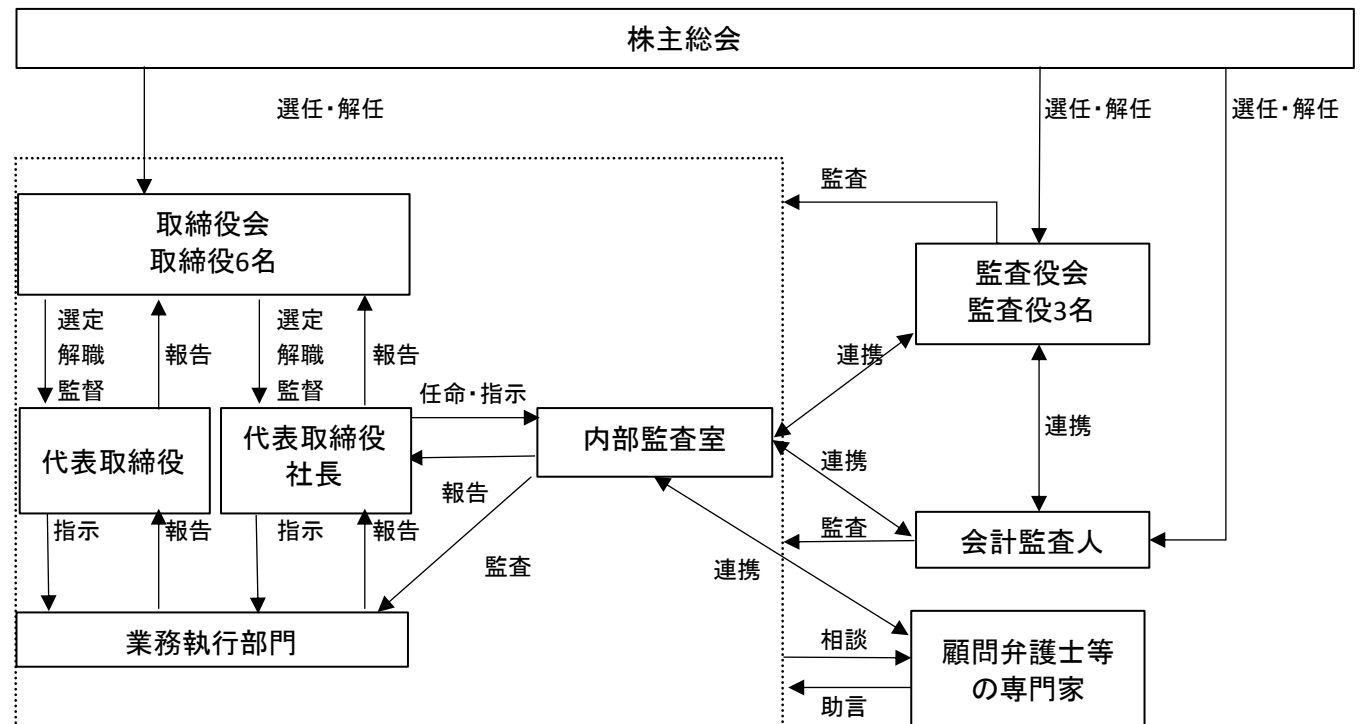 株主総会
選任・解任
選任・解任
選任・解任
監査
取締役会
取締役6名
監査役会
監査役3名
選定
解職
監督
報告
選定
解職
監督
報告
連携
任命・指示
代表取締役
代表取締役
社長
内部監査室
連携
連携
報告
指示
報告
指示
報告
監査
会計監査人
監査
連携
業務執行部門
相談
顧問弁護士等
の専門家
助言